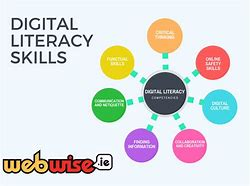 DIGITAL
LITERACY
SKILLS
CRITICAL
THINKING
ONLINE
SAFETY
SKILLS
DIGITAL
CULTURE
COLLABORATION
AND CREATIVITY
FINDING
INFORMATION
COMMUNICATION
AND NETIQUETTE
FUNCTIONAL
SKILLS
DIGITAL LITERACY
COMPETENCIES
webwise.ie